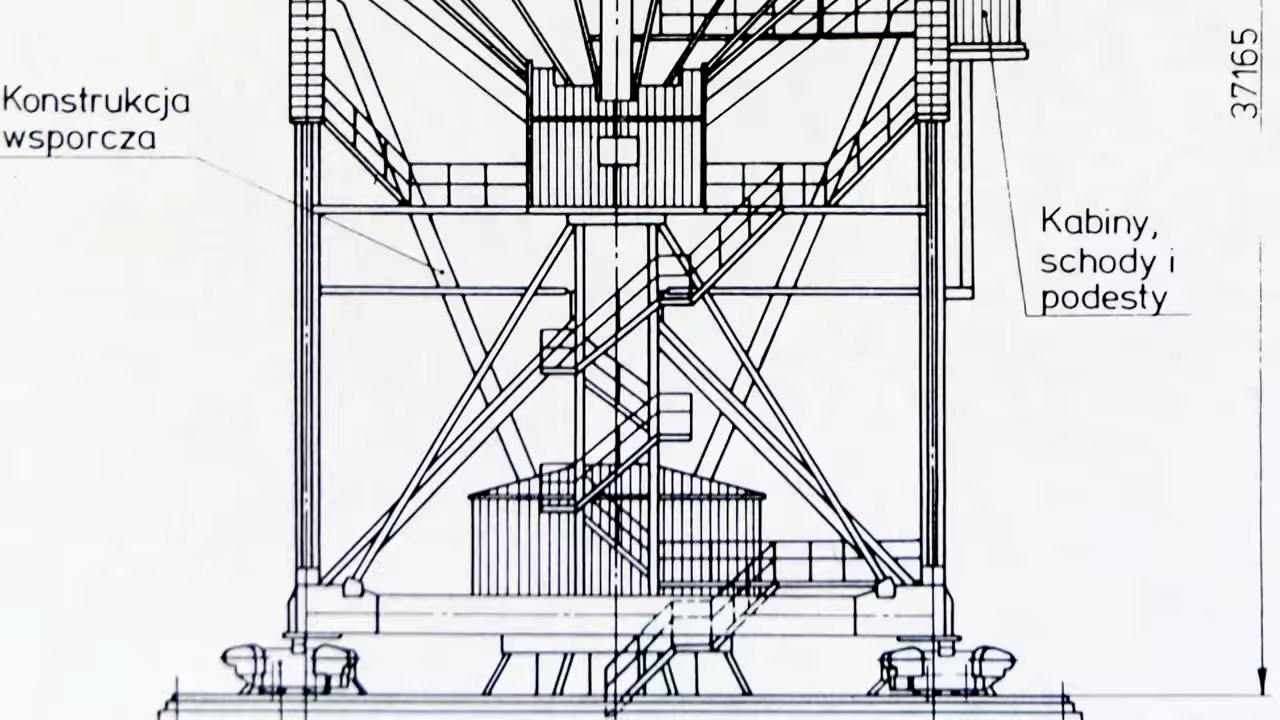 Konstrukcja
wsporcza
37165
Kabiny,
schody i
podesty